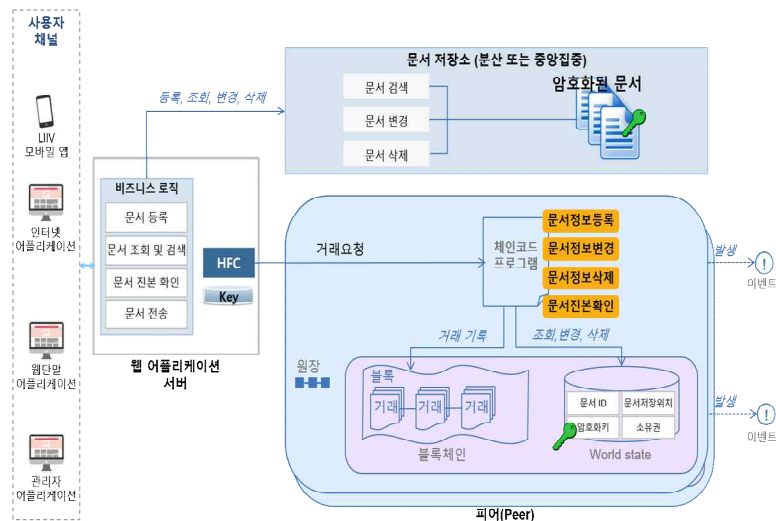 사용자
채널
LIIV
모바일 앱
인터넷
어플리케이션
웹단말
어플리케이션
관리자
어플리케이션
등록, 조회, 변경, 삭제
비즈니스 로직
문서 등록
문서 조회 및 검색
문서 진본 확인
문서 전송
HFC
Key
웹 어플리케이션
서버
문서 저장소 (분산 또는 중앙집중)
문서 검색
문서 변경
문서 삭제
암호화된 문서
거래요청
체인코드
프로그램
문서정보등록
문서정보변경
문서정보삭제
문서진본확인
거래 기록
조회,변경, 삭제
원장
블록
거래
거래
거래
블록체인
문서 ID
문서저장위치
암호화키
소유권
World state
발생
이벤트
발생
이벤트
피어(Peer)